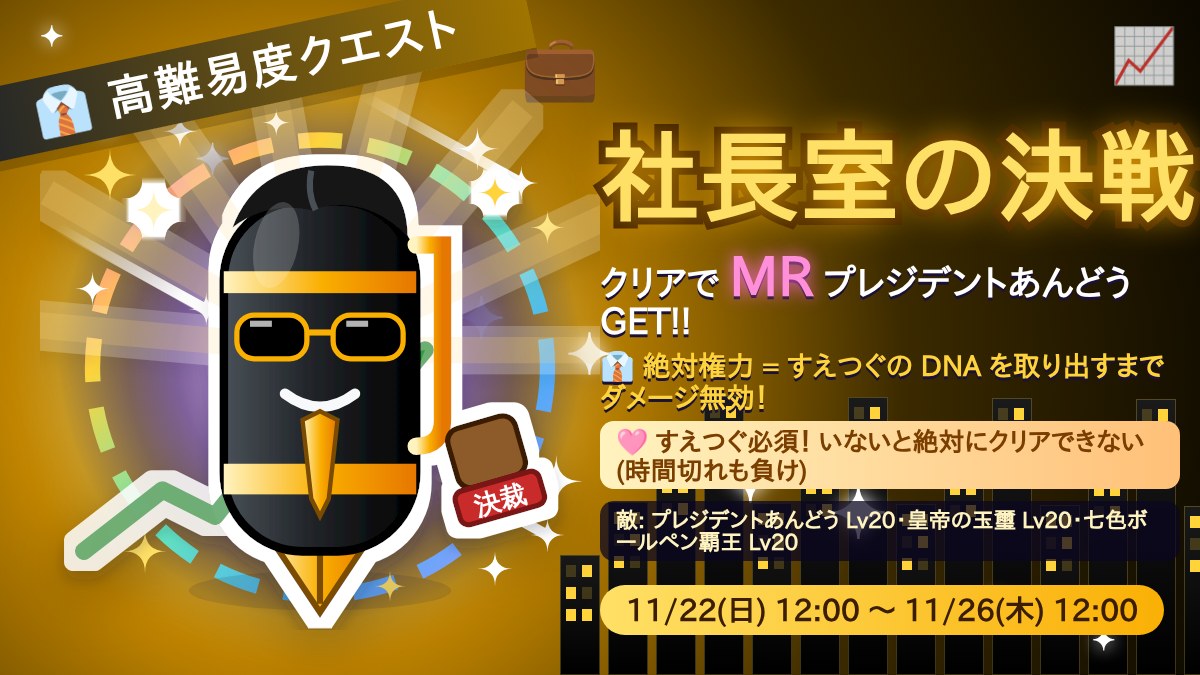 高難易度クエスト
社長室の決戦
クリアで MR プレジデントあんどう
GET!!
絶対権力 = すえつぐの DNA を取り出すまで
ダメージ無効!
すえつぐ必須! いないと絶対にクリアできない
(時間切れも負け)
決裁
敵: プレジデントあんどう Lv20・皇帝の玉璽 Lv20・七色ボ
ールペン覇王 Lv20
11/22(日) 12:00 〜 11/26(木) 12:00